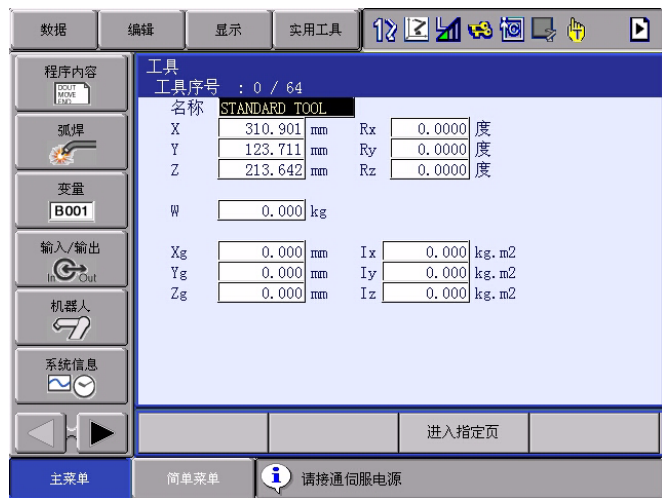 数据 编辑 显示 实用工具
程序内容
DOUT
MOVE
END
弧焊
变量
B001
输入/输出
In Out
机器人
系统信息
工具
工具序号 : 0 / 64
名称 STANDARD TOOL
X 310.901 mm Rx 0.0000 度
Y 123.711 mm Ry 0.0000 度
Z 213.642 mm Rz 0.0000 度
W 0.000 kg
Xg 0.000 mm Ix 0.000 kg.m2
Yg 0.000 mm Iy 0.000 kg.m2
Zg 0.000 mm Iz 0.000 kg.m2
进入指定页
主菜单 简单菜单 请接通伺服电源